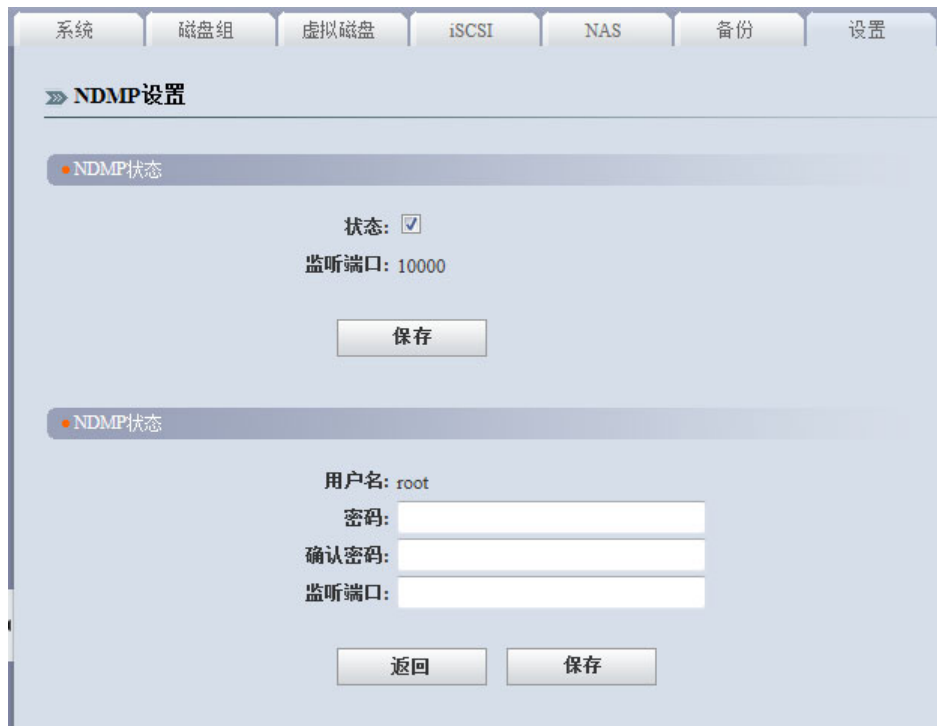 系统 磁盘组 虚拟磁盘 iSCSI NAS 备份 设置
NDMP设置
NDMP状态
状态:
监听端口: 10000
保存
NDMP状态
用户名: root
密码:
确认密码:
监听端口:
返回 保存